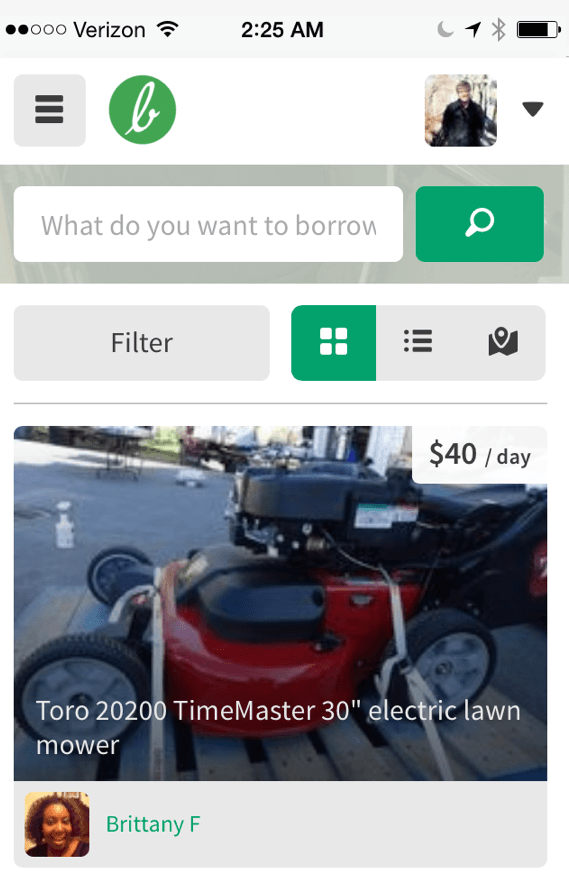 Verizon 2:25 AM
b
What do you want to borrow
Filter
$40 / day
Toro 20200 TimeMaster 30" electric lawn
mower
Brittany F